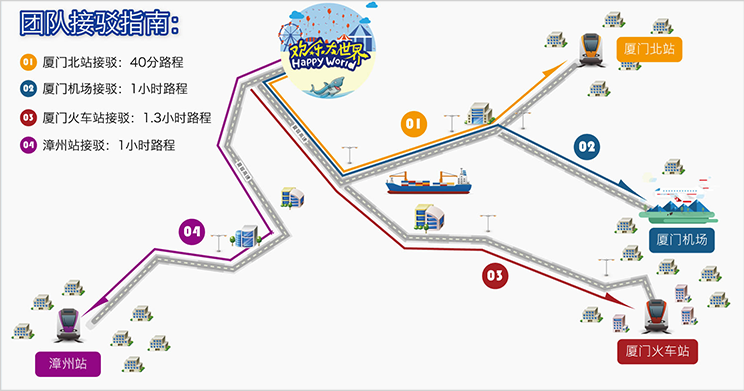 团队接驳指南：
01 厦门北站接驳：40分路程
02 厦门机场接驳：1小时路程
03 厦门火车站接驳：1.3小时路程
04 漳州站接驳：1小时路程
欢乐大世界
Happy World
厦门北站
01
02
厦门机场
04
03
漳州站
厦门火车站